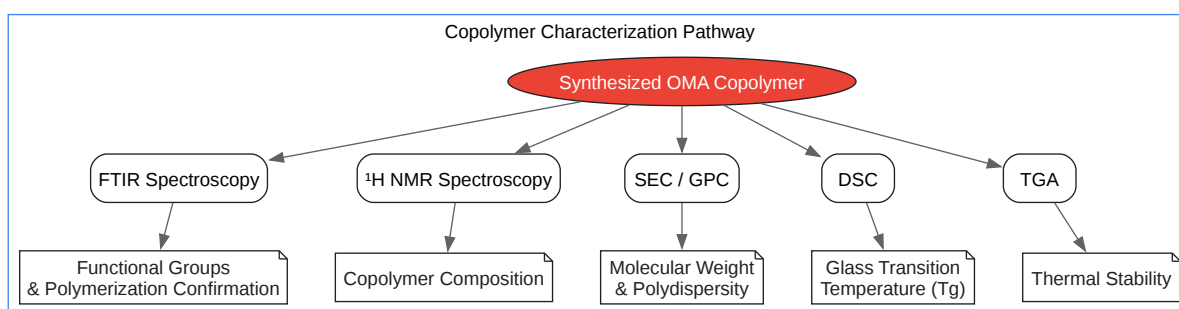 Copolymer Characterization Pathway
Synthesized OMA Copolymer
FTIR Spectroscopy
¹H NMR Spectroscopy
SEC / GPC
DSC
TGA
Functional Groups
& Polymerization Confirmation
Copolymer Composition
Molecular Weight
& Polydispersity
Glass Transition
Temperature (Tg)
Thermal Stability